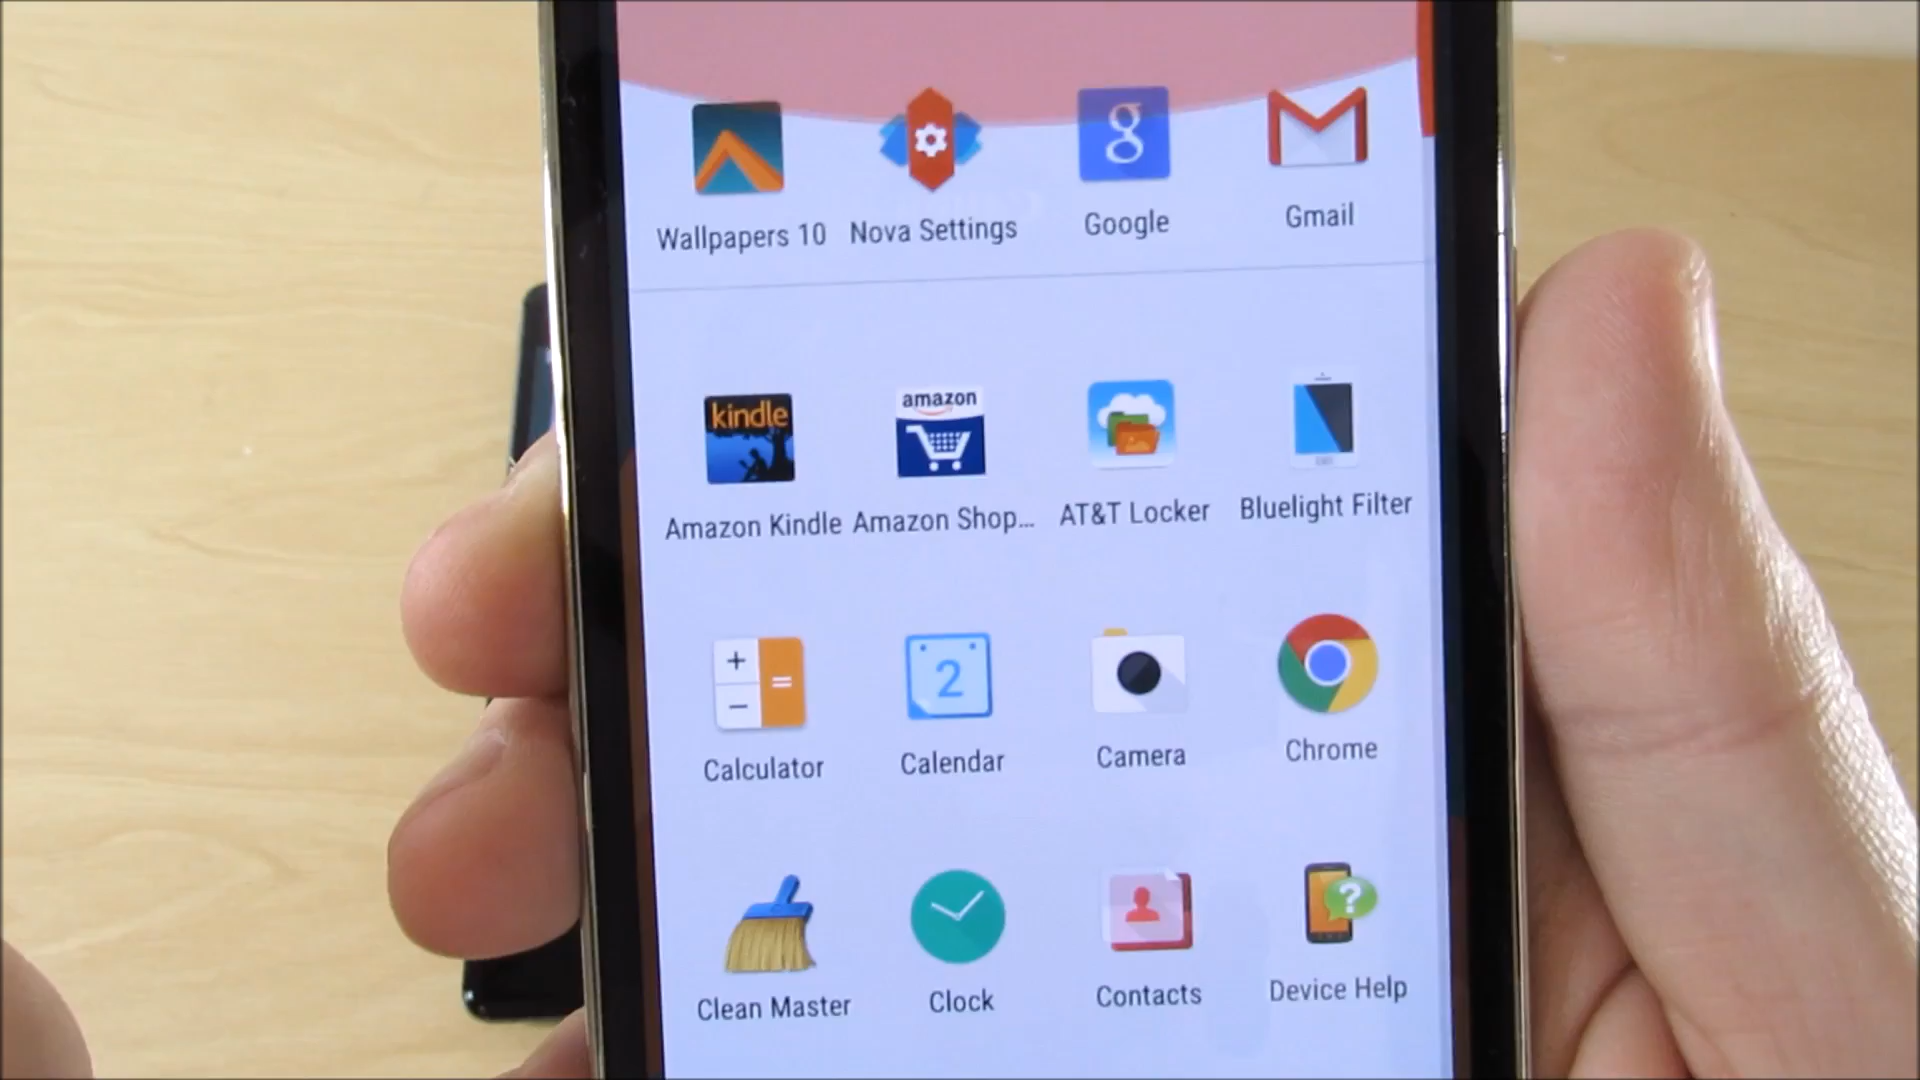 g
Wallpapers 10 Nova Settings Google Gmail
kindle
amazon
Amazon Kindle Amazon Shop... AT&T Locker Bluelight Filter
+ - =
2
Calculator Calendar Camera Chrome
?
Clean Master Clock Contacts Device Help